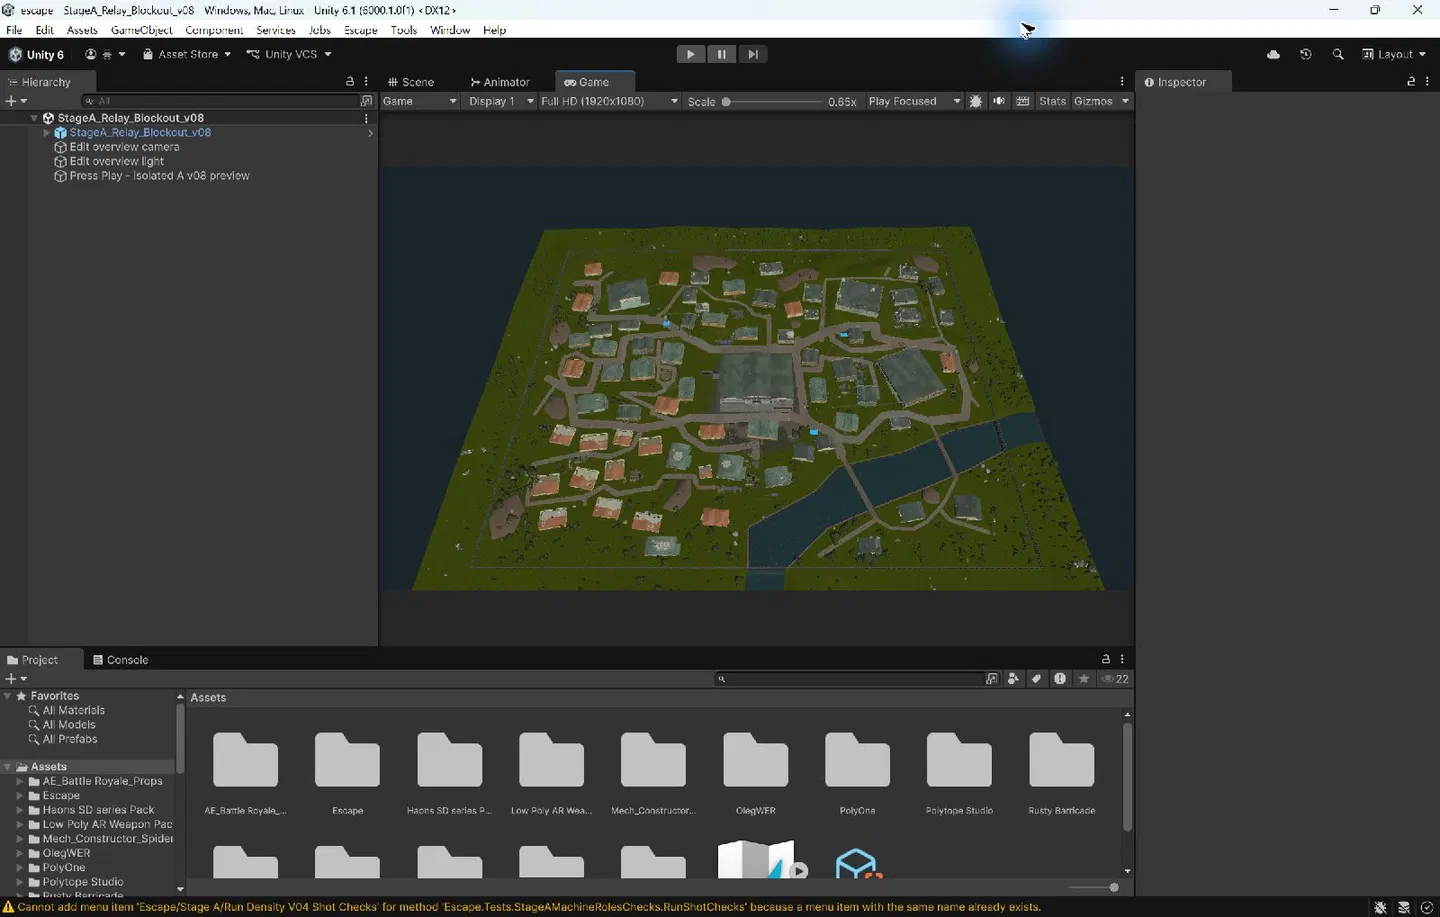 escape - StageA_Relay_Blockout_v08 - Windows, Mac, Linux - Unity 6.1 (6000.1.0f1) <DX12>
File Edit Assets GameObject Component Services Jobs Escape Tools Window Help
Unity 6 Asset Store Unity VCS Layout
Hierarchy Scene Animator Game Inspector
All Game Display 1 Full HD (1920x1080) Scale 0.65x Play Focused Stats Gizmos
StageA_Relay_Blockout_v08
StageA_Relay_Blockout_v08
Edit overview camera
Edit overview light
Press Play - isolated A v08 preview
Project Console
22
Favorites
All Materials
All Models
All Prefabs
Assets
AE_Battle Royale_Props
Escape
Haons SD series Pack
Low Poly AR Weapon Pac
Mech_Constructor_Spider
OlegWER
PolyOne
Polytope Studio
Rusty Barricade
Assets
AE_Battle Royale_... Escape Haons SD series P... Low Poly AR Wea... Mech_Constructor... OlegWER PolyOne Polytope Studio Rusty Barricade
Cannot add menu item 'Escape/Stage A/Run Density V04 Shot Checks' for method 'Escape.Tests.StageAMachineRolesChecks.RunShotChecks' because a menu item with the same name already exists.